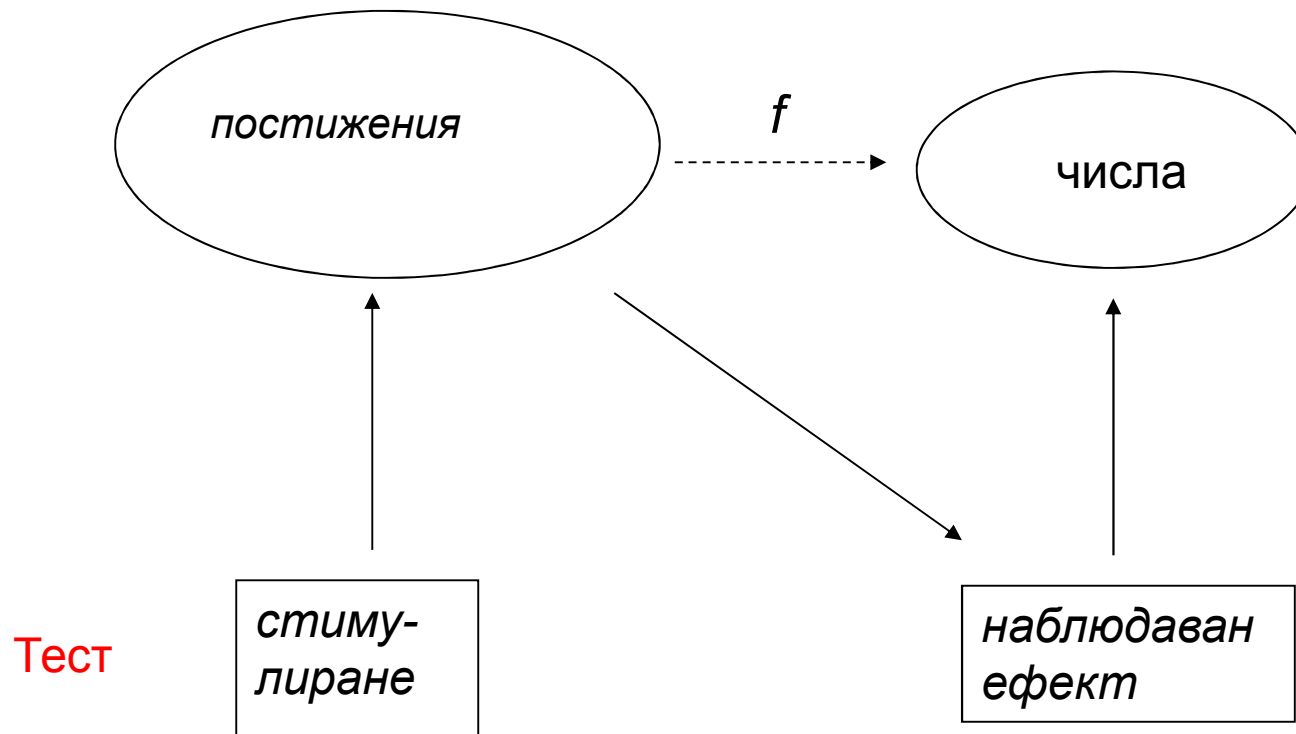 постижения
f
числа
Тест
стиму-
лиране
наблюдаван
ефект